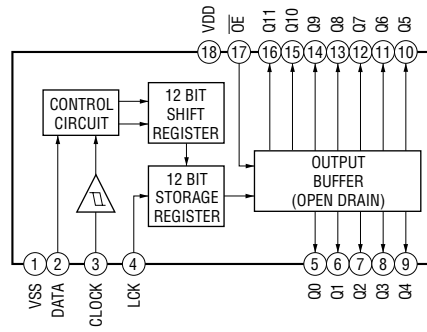 VDD
OE
Q11
Q10
Q9
Q8
Q7
Q6
Q5
18
17
16
15
14
13
12
11
10
CONTROL
CIRCUIT
12 BIT
SHIFT
REGISTER
12 BIT
STORAGE
REGISTER
OUTPUT
BUFFER
(OPEN DRAIN)
1
2
3
4
5
6
7
8
9
VSS
DATA
CLOCK
LCK
Q0
Q1
Q2
Q3
Q4